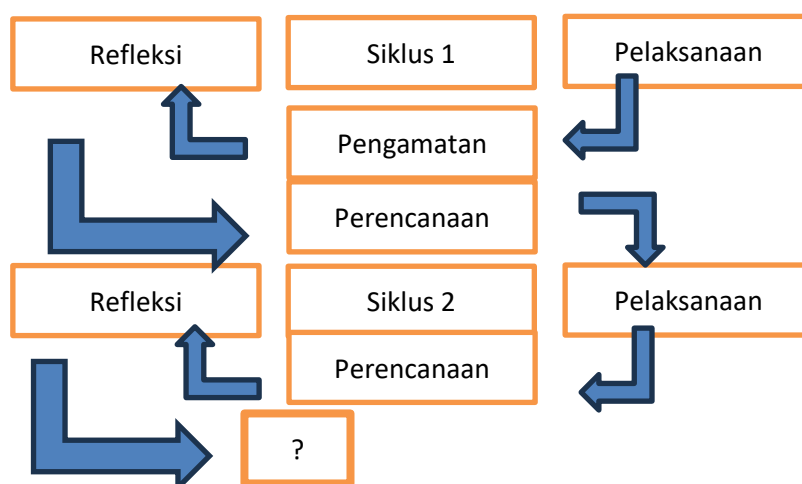 Refleksi
Siklus 1
Pelaksanaan
Pengamatan
Perencanaan
Refleksi
Siklus 2
Pelaksanaan
Perencanaan
?